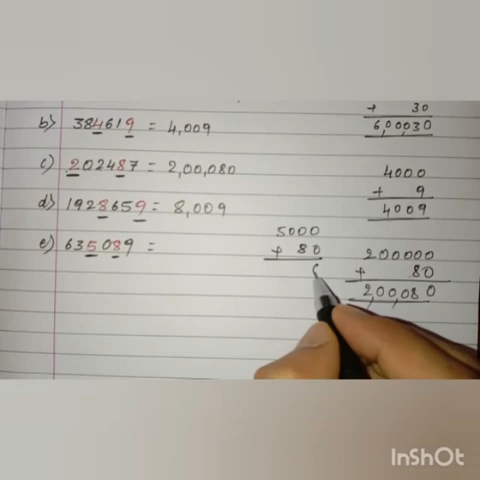 + 30
6,00,030
b) 384619 = 4,009
c) 202487 = 2,00,080
4000
+ 9
4009
d) 1928659 = 8,009
e) 635089 =
5000
+ 80
200000
+ 80
2,00,080
InShOt